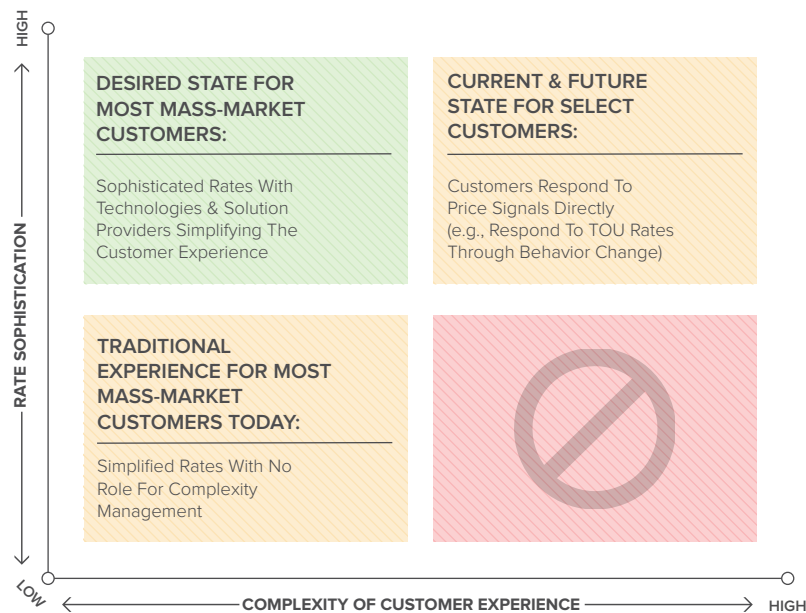 HIGH
RATE SOPHISTICATION
DESIRED STATE FOR
MOST MASS-MARKET
CUSTOMERS:
Sophisticated Rates With
Technologies & Solution
Providers Simplifying The
Customer Experience
CURRENT & FUTURE
STATE FOR SELECT
CUSTOMERS:
Customers Respond To
Price Signals Directly
(e.g., Respond To TOU Rates
Through Behavior Change)
TRADITIONAL
EXPERIENCE FOR MOST
MASS-MARKET
CUSTOMERS TODAY:
Simplified Rates With No
Role For Complexity
Management
LOW
COMPLEXITY OF CUSTOMER EXPERIENCE
HIGH